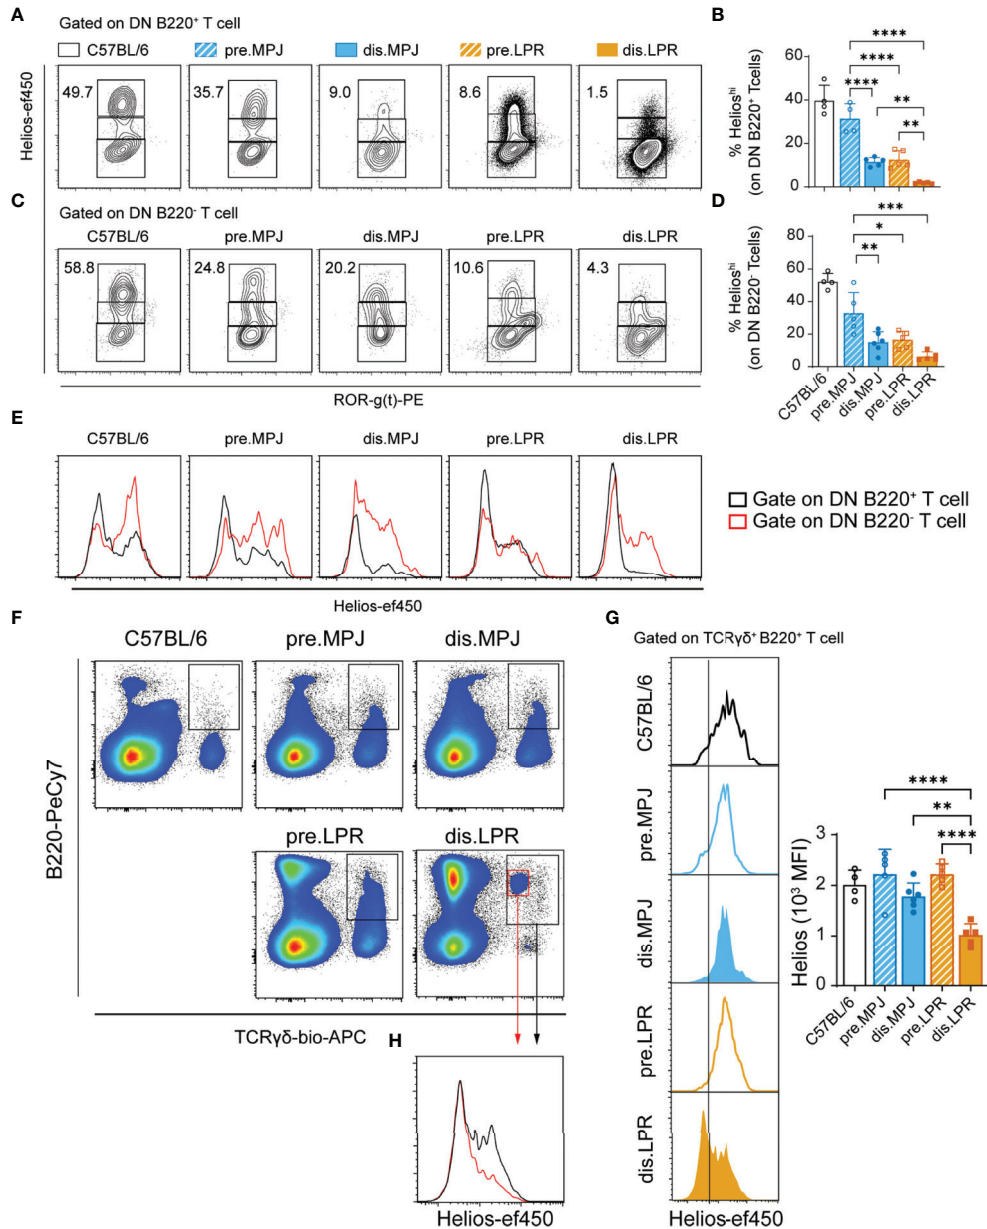 A
Gated on DN B220⁺ T cell
C57BL/6
pre.MPJ
dis.MPJ
pre.LPR
dis.LPR
Helios-ef450
49.7
35.7
9.0
8.6
1.5
B
****
****
****
**
**
% Helios^hi
(on DN B220⁺ Tcells)
60
40
20
0
C
Gated on DN B220⁻ T cell
C57BL/6
pre.MPJ
dis.MPJ
pre.LPR
dis.LPR
58.8
24.8
20.2
10.6
4.3
ROR-g(t)-PE
D
***
*
**
% Helios^hi
(on DN B220⁻ Tcells)
80
60
40
20
0
C57BL/6
pre.MPJ
dis.MPJ
pre.LPR
dis.LPR
E
C57BL/6
pre.MPJ
dis.MPJ
pre.LPR
dis.LPR
Helios-ef450
Gate on DN B220⁺ T cell
Gate on DN B220⁻ T cell
F
C57BL/6
pre.MPJ
dis.MPJ
pre.LPR
dis.LPR
B220-PeCy7
TCRγδ-bio-APC
G
Gated on TCRγδ⁺ B220⁺ T cell
C57BL/6
pre.MPJ
dis.MPJ
pre.LPR
dis.LPR
Helios-ef450
****
**
****
Helios (10³ MFI)
3
2
1
0
C57BL/6
pre.MPJ
dis.MPJ
pre.LPR
dis.LPR
H
Helios-ef450